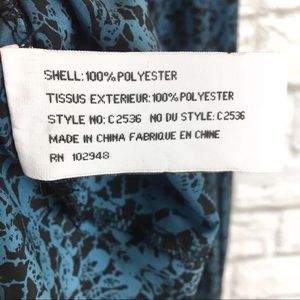 SHELL: 100% POLYESTER
TISSUS EXTERIEUR: 100% POLYESTER
STYLE NO: C2536 NO DU STYLE: C2536
MADE IN CHINA FABRIQUE EN CHINE
RN 102948